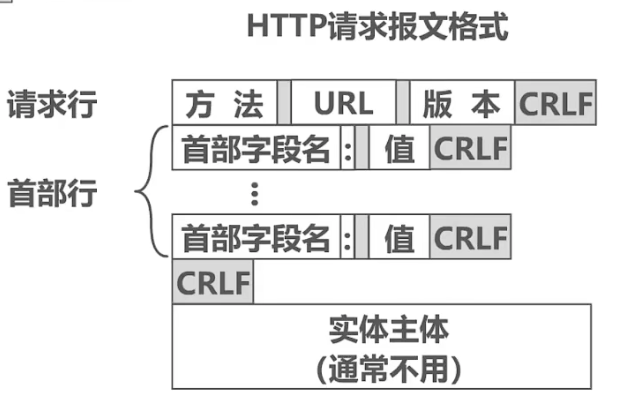 HTTP请求报文格式
请求行 方 法 URL 版 本 CRLF
首部字段名 : 值 CRLF
首部行 ⋮
首部字段名 : 值 CRLF
CRLF
实体主体
(通常不用)